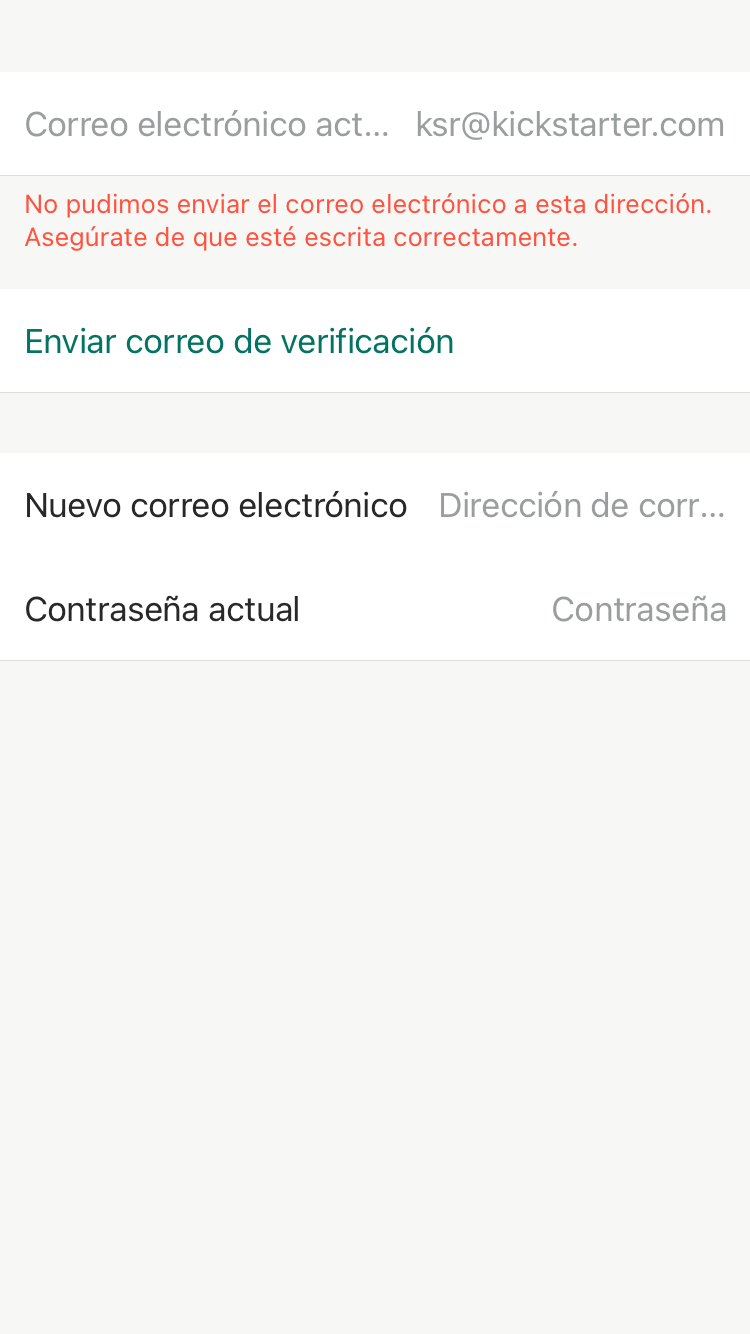 Correo electrónico act... ksr@kickstarter.com
No pudimos enviar el correo electrónico a esta dirección.
Asegúrate de que esté escrita correctamente.
Enviar correo de verificación
Nuevo correo electrónico Dirección de corr...
Contraseña actual Contraseña